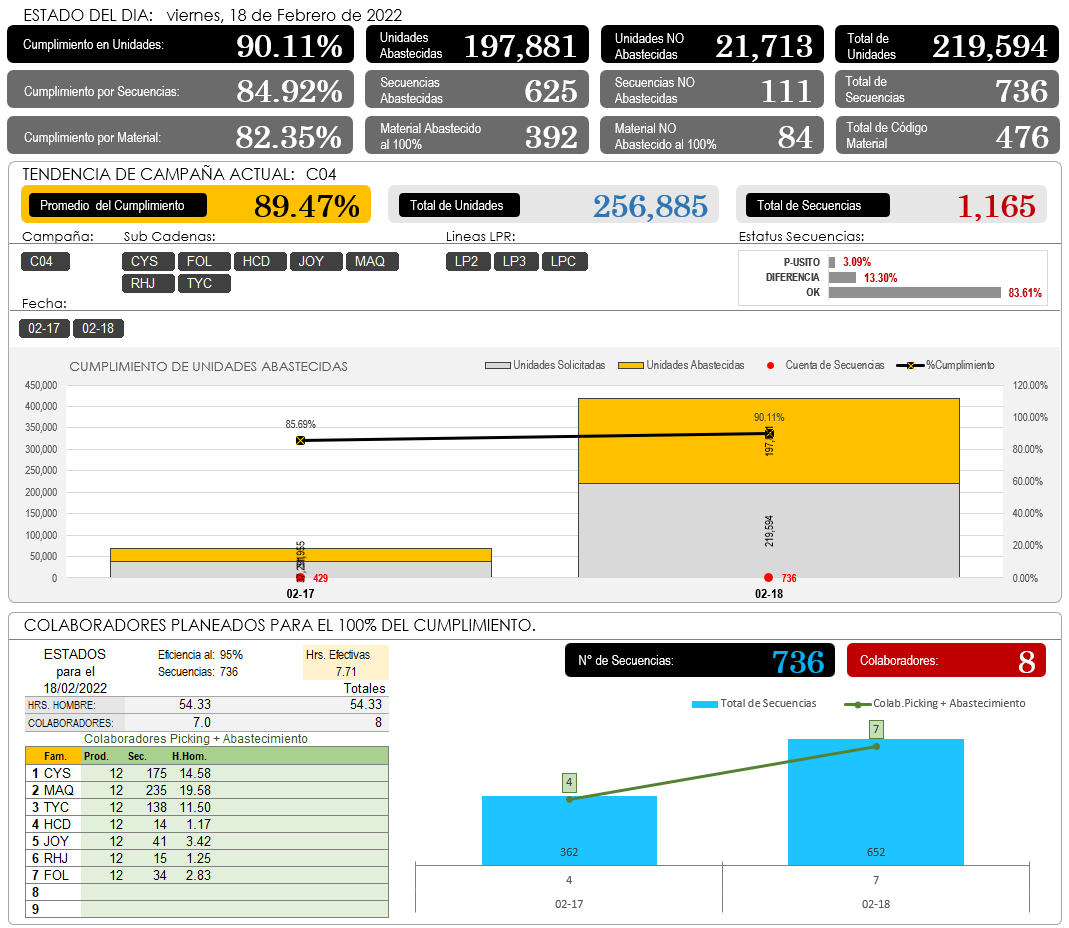 ESTADO DEL DIA: viernes, 18 de Febrero de 2022
Cumplimiento en Unidades: 90.11%
Unidades Abastecidas 197,881
Unidades NO Abastecidas 21,713
Total de Unidades 219,594
Cumplimiento por Secuencias: 84.92%
Secuencias Abastecidas 625
Secuencias NO Abastecidas 111
Total de Secuencias 736
Cumplimiento por Material: 82.35%
Material Abastecido al 100% 392
Material NO Abastecido al 100% 84
Total de Código Material 476
TENDENCIA DE CAMPAÑA ACTUAL: C04
Promedio del Cumplimiento 89.47%
Total de Unidades 256,885
Total de Secuencias 1,165
Campaña: Sub Cadenas: Lineas LPR: Estatus Secuencias:
C04 CYS FOL HCD JOY MAQ LP2 LP3 LPC
RHJ TYC
P-USITO 3.09%
DIFERENCIA 13.30%
OK 83.61%
Fecha:
02-17 02-18
CUMPLIMIENTO DE UNIDADES ABASTECIDAS
Unidades Solicitadas Unidades Abastecidas Cuenta de Secuencias %Cumplimiento
450,000 120.00%
400,000
350,000 100.00%
300,000 80.00%
250,000
200,000 60.00%
150,000 40.00%
100,000
50,000 20.00%
0 0.00%
85.69% 90.11%
219,594
429 736
02-17 02-18
COLABORADORES PLANEADOS PARA EL 100% DEL CUMPLIMIENTO.
ESTADOS para el 18/02/2022
Eficiencia al: 95%
Secuencias: 736
Hrs. Efectivas
7.71
Totales
HRS. HOMBRE: 54.33 54.33
COLABORADORES: 7.0 8
Colaboradores Picking + Abastecimiento
Fam. Prod. Sec. H.Hom.
1 CYS 12 175 14.58
2 MAQ 12 235 19.58
3 TYC 12 138 11.50
4 HCD 12 14 1.17
5 JOY 12 41 3.42
6 RHJ 12 15 1.25
7 FOL 12 34 2.83
8
9
N° de Secuencias: 736
Colaboradores: 8
Total de Secuencias Colab.Picking + Abastecimiento
4 7
362 652
4 7
02-17 02-18